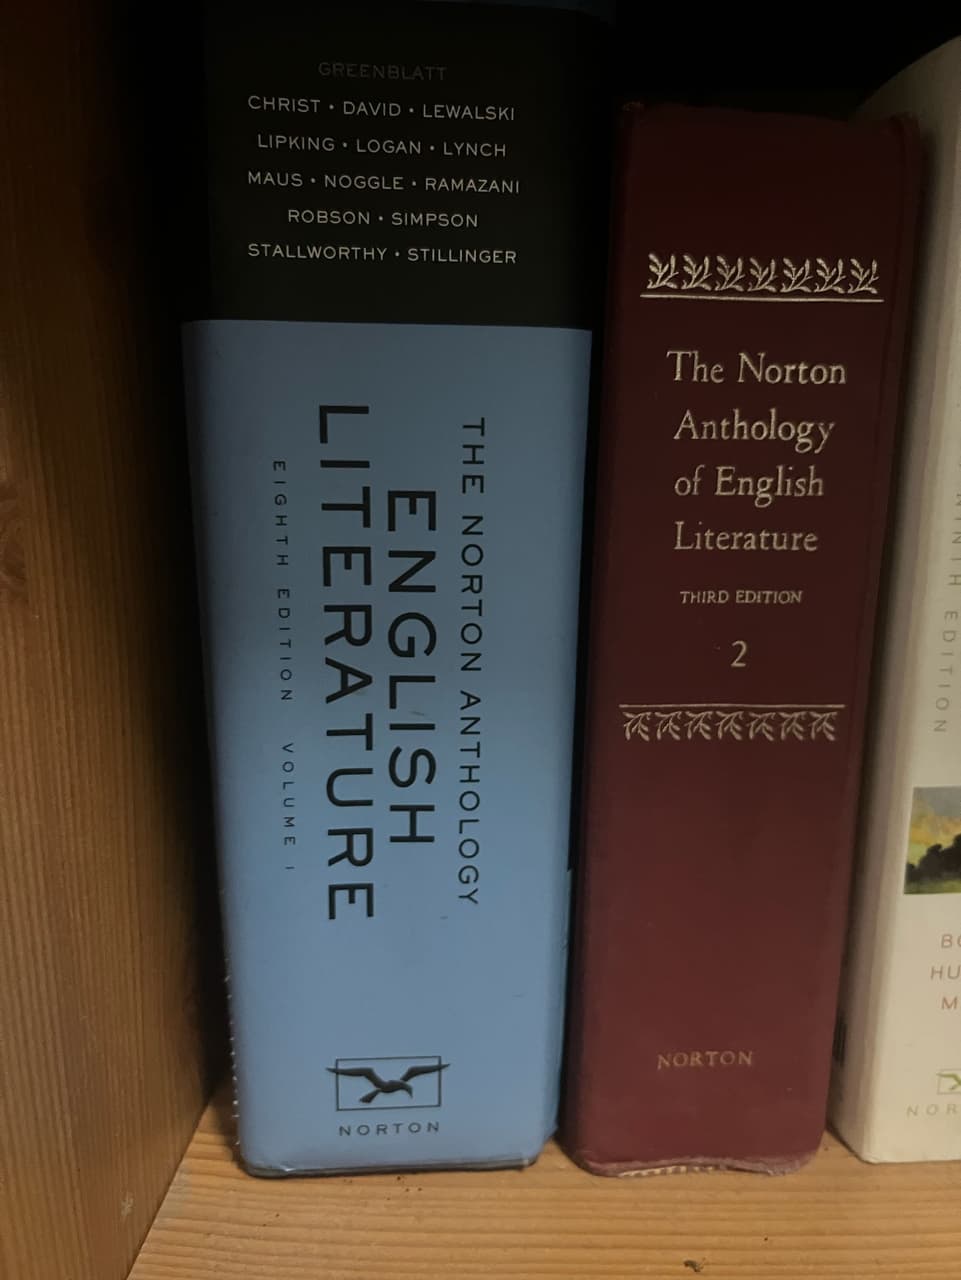 GREENBLATT
CHRIST • DAVID • LEWALSKI
LIPKING • LOGAN • LYNCH
MAUS • NOGGLE • RAMAZANI
ROBSON • SIMPSON
STALLWORTHY • STILLINGER
THE NORTON ANTHOLOGY
ENGLISH
LITERATURE
EIGHTH EDITION VOLUME I
NORTON
The Norton
Anthology
of English
Literature
THIRD EDITION
2
NORTON
NINTH EDITION